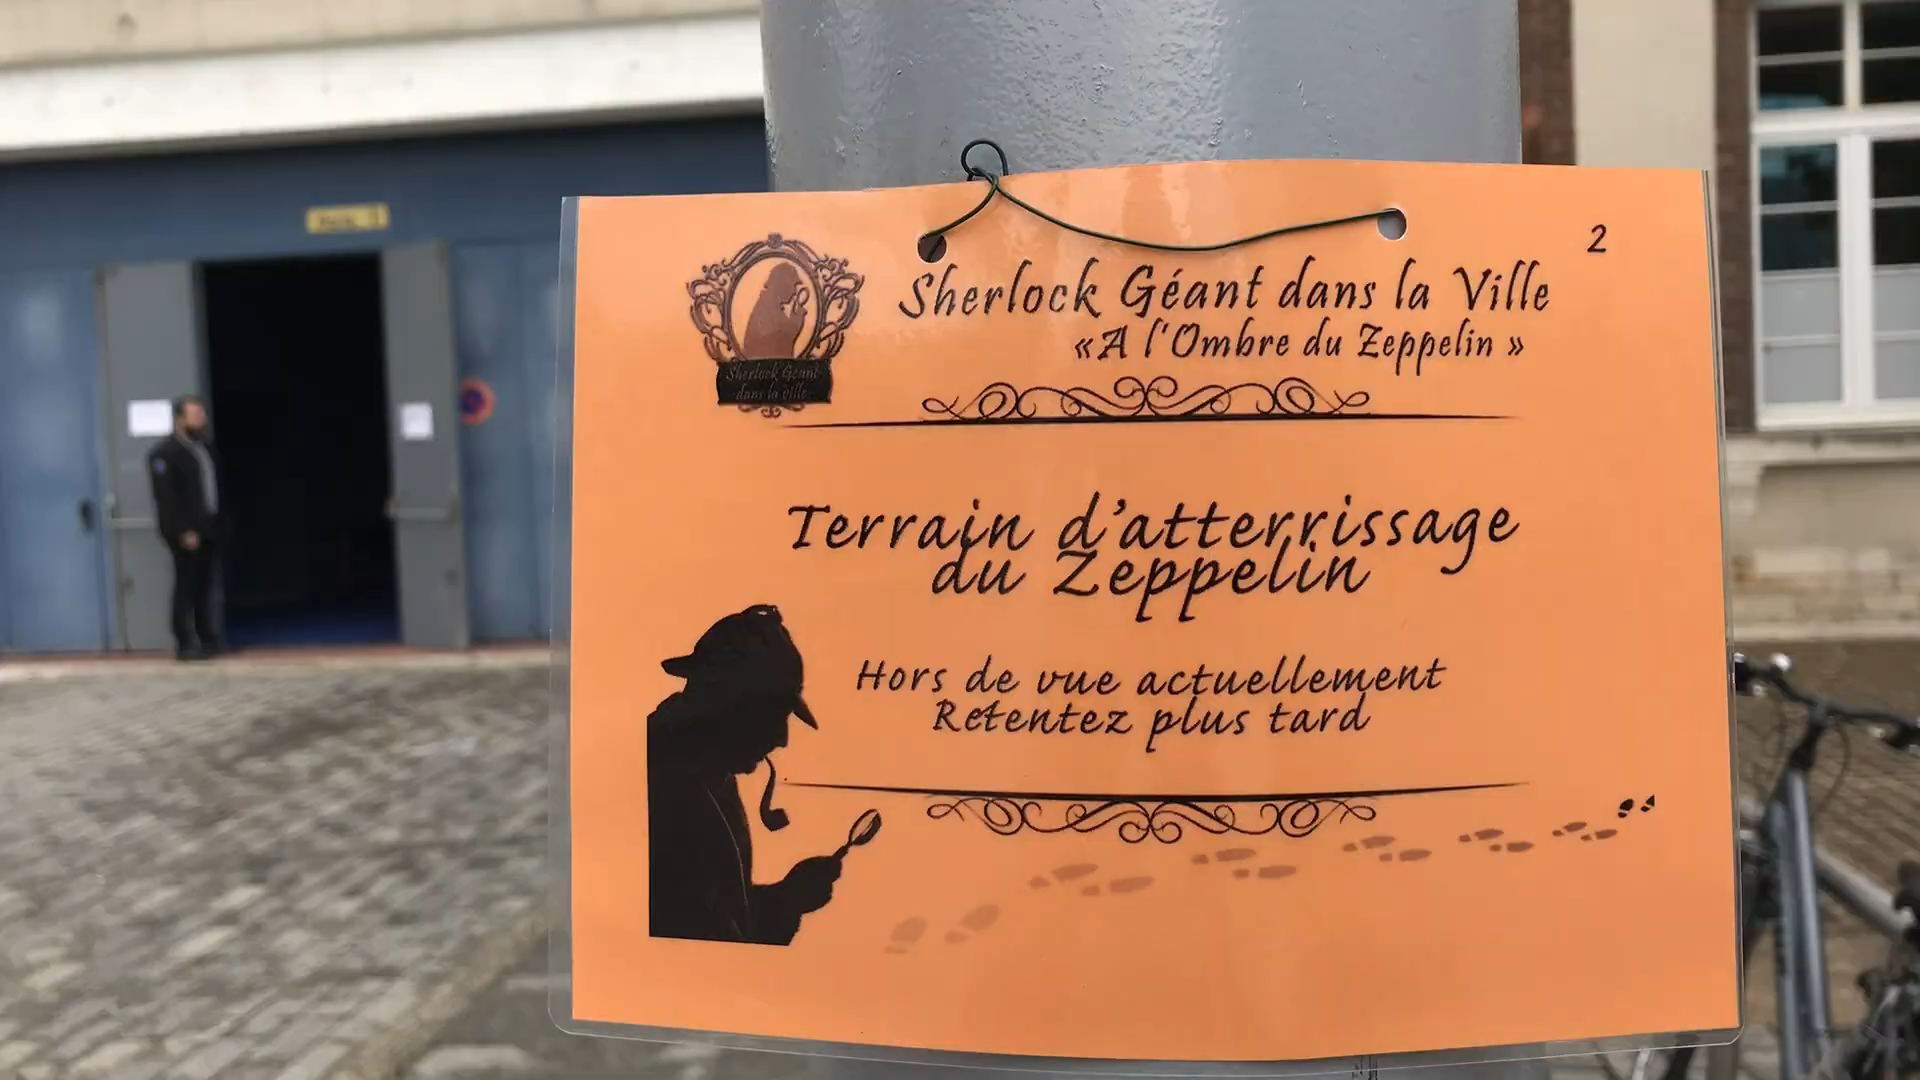 2
Sherlock Géant dans la Ville
«A l'Ombre du Zeppelin »
Sherlock Géant
dans la ville
Terrain d'atterrissage
du Zeppelin
Hors de vue actuellement
Retentez plus tard